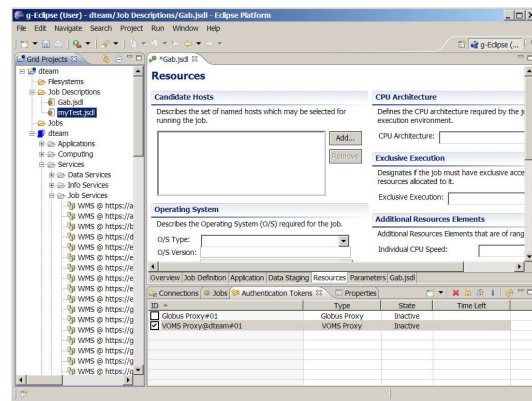 g-Eclipse (User) - dteam/Job Descriptions/Gab.jsdl - Eclipse Platform
File Edit Navigate Search Project Run Window Help
g-Eclipse (...
Grid Projects
dteam
Filesystems
Job Descriptions
Gab.jsdl
myTest.jsdl
Jobs
dteam
Applications
Computing
Services
Data Services
Info Services
Job Services
WMS @ https://a
WMS @ https://a
WMS @ https://b
WMS @ https://d
WMS @ https://e
WMS @ https://e
WMS @ https://e
WMS @ https://e
WMS @ https://e
WMS @ https://e
WMS @ https://g
WMS @ https://g
WMS @ https://g
WMS @ https://g
WMS @ https://g
WMS @ https://g
*Gab.jsdl
Resources
Candidate Hosts
Describes the set of named hosts which may be selected for
running the job.
Add...
Remove
Operating System
Describes the Operating System (O/S) required for the job.
O/S Type:
O/S Version:
CPU Architecture
Defines the CPU architecture required by the jo
execution environment.
CPU Architecture:
Exclusive Execution
Designates if the job must have exclusive acce
resources allocated to it.
Exclusive Execution:
Additional Resources Elements
Additional Resources Elements that are of rang
Individual CPU Speed:
Overview Job Definition Application Data Staging Resources Parameters Gab.jsdl
Connections Jobs Authentication Tokens Properties
ID Type State Time Left
Globus Proxy#01 Globus Proxy Inactive
VOMS Proxy@dteam#01 VOMS Proxy Inactive